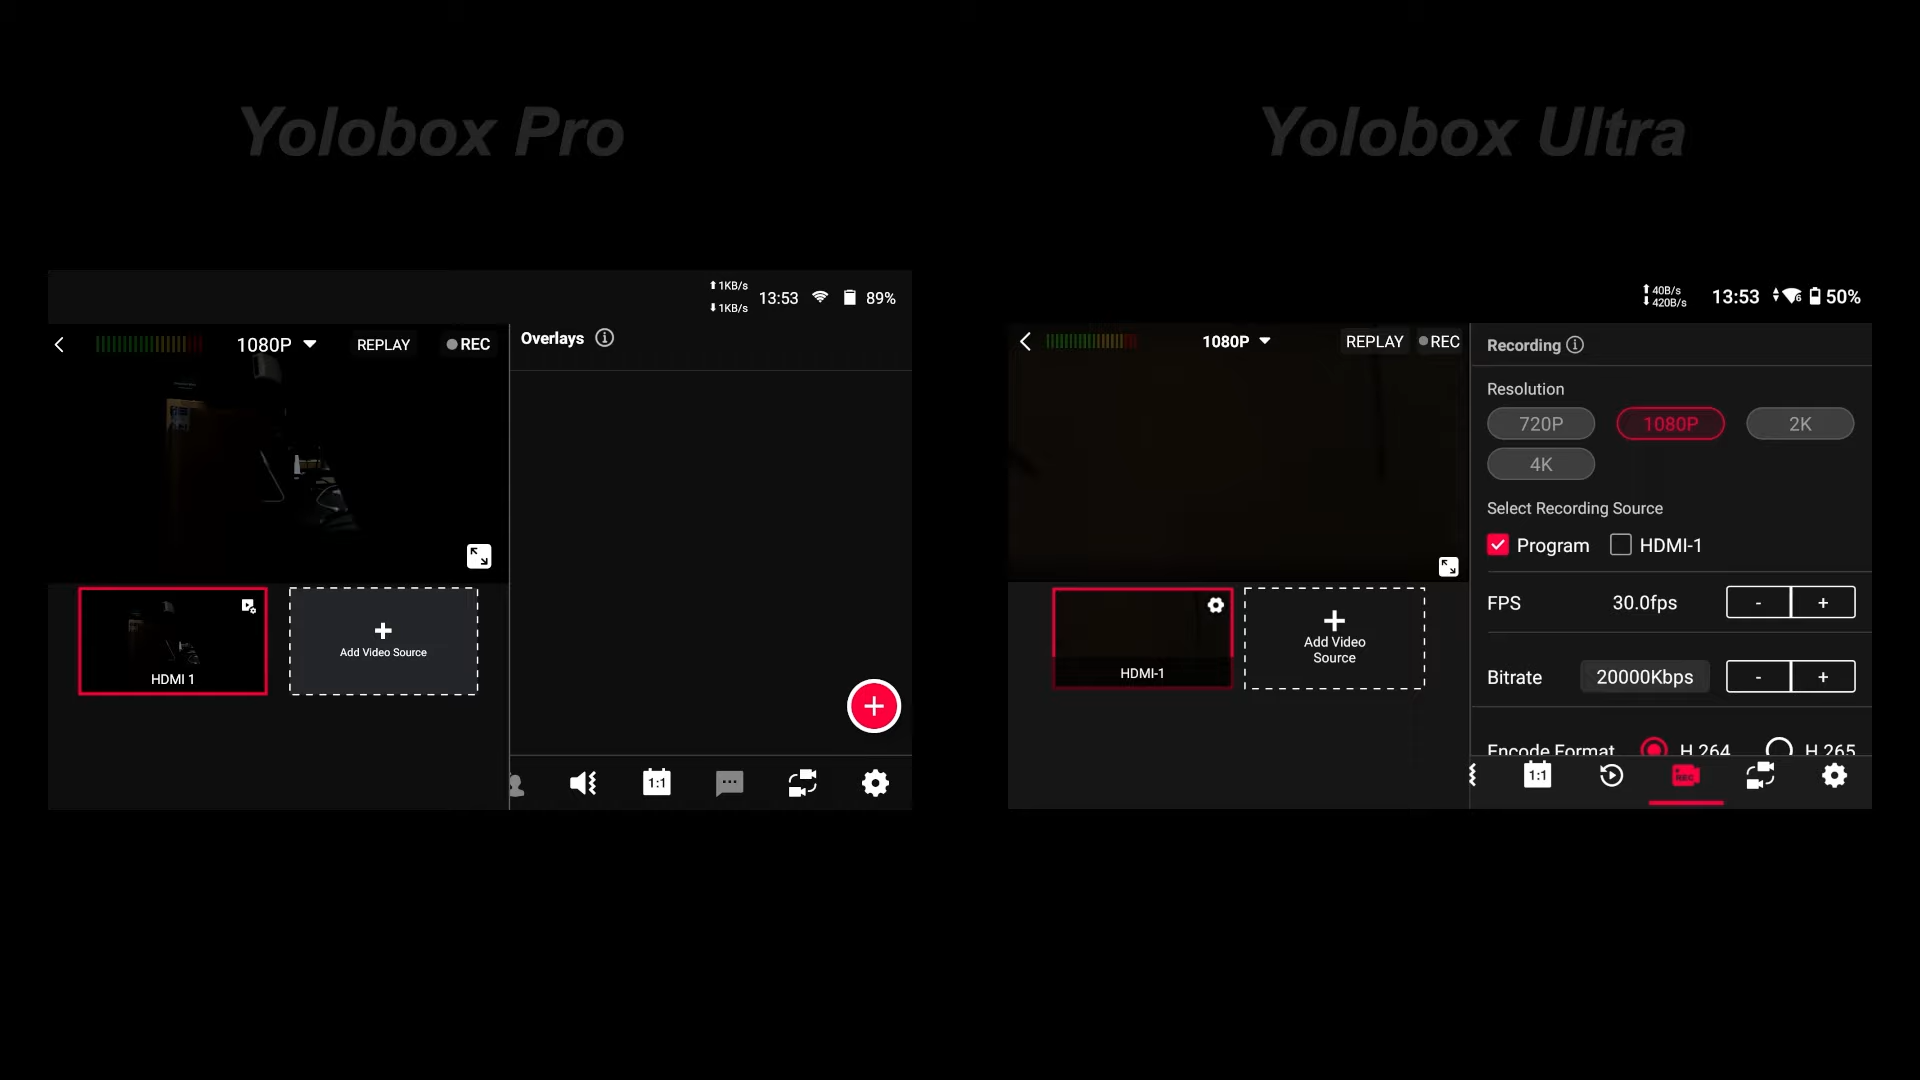 Yolobox Pro
Yolobox Ultra
1KB/s
1KB/s
13:53
89%
1080P
REPLAY
REC
Overlays
HDMI 1
Add Video Source
1:1
40B/s
420B/s
13:53
6
50%
1080P
REPLAY
REC
Recording
Resolution
720P
1080P
2K
4K
Select Recording Source
Program
HDMI-1
FPS
30.0fps
-
+
Bitrate
20000Kbps
-
+
Encode Format
H.264
H.265
HDMI-1
Add Video
Source
1:1
REC